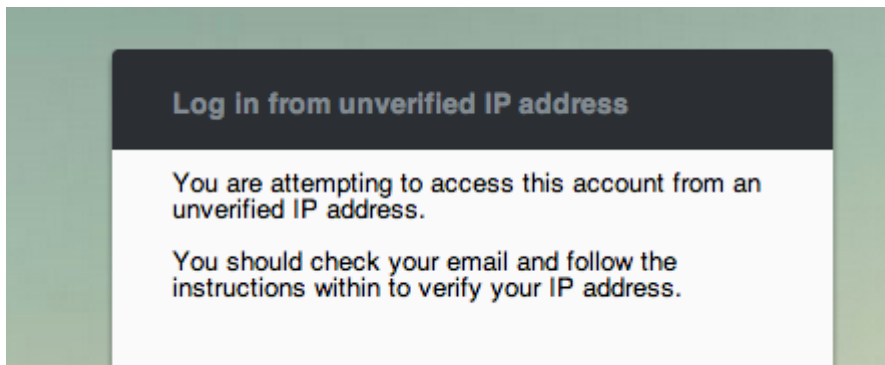 Log in from unverified IP address
You are attempting to access this account from an
unverified IP address.
You should check your email and follow the
instructions within to verify your IP address.